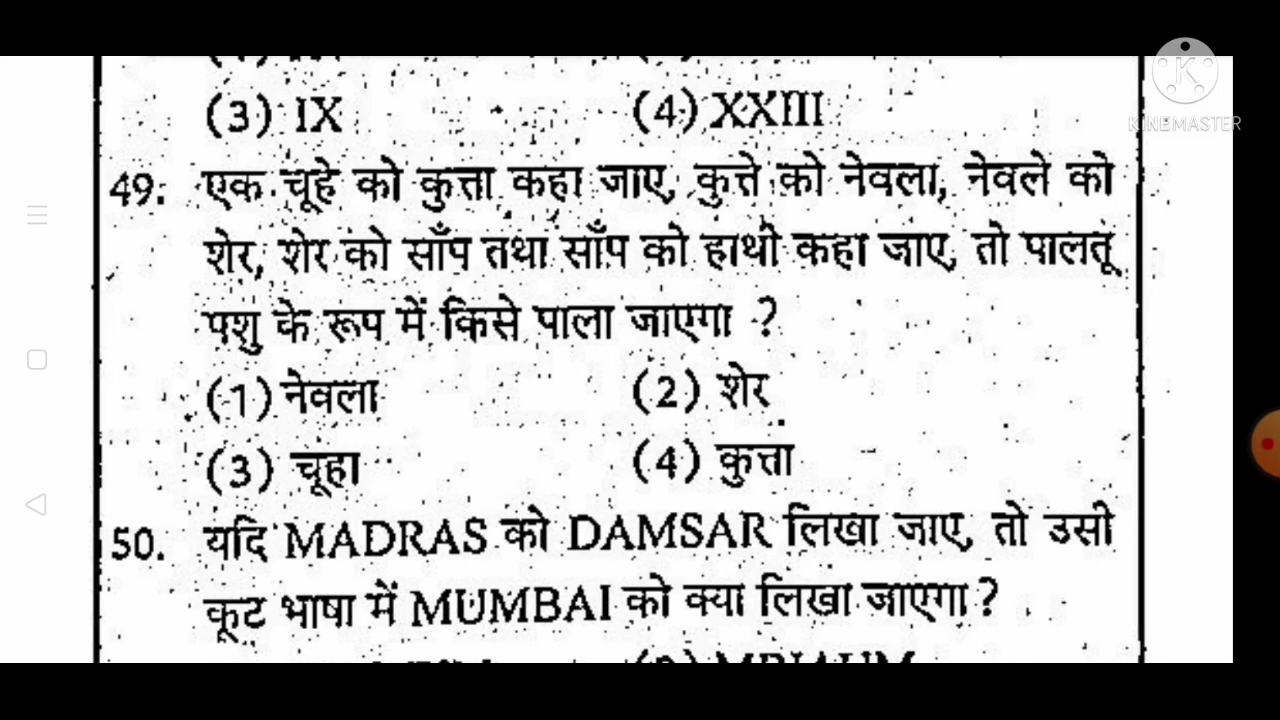 (3) IX (4) XXIII
KINEMASTER
49. एक चूहे को कुत्ता कहा जाए, कुत्ते को नेवला, नेवले को
शेर, शेर को साँप तथा साँप को हाथी कहा जाए, तो पालतू
पशु के रूप में किसे पाला जाएगा ?
(1) नेवला (2) शेर
(3) चूहा (4) कुत्ता
50. यदि MADRAS को DAMSAR लिखा जाए, तो उसी
कूट भाषा में MUMBAI को क्या लिखा जाएगा ?